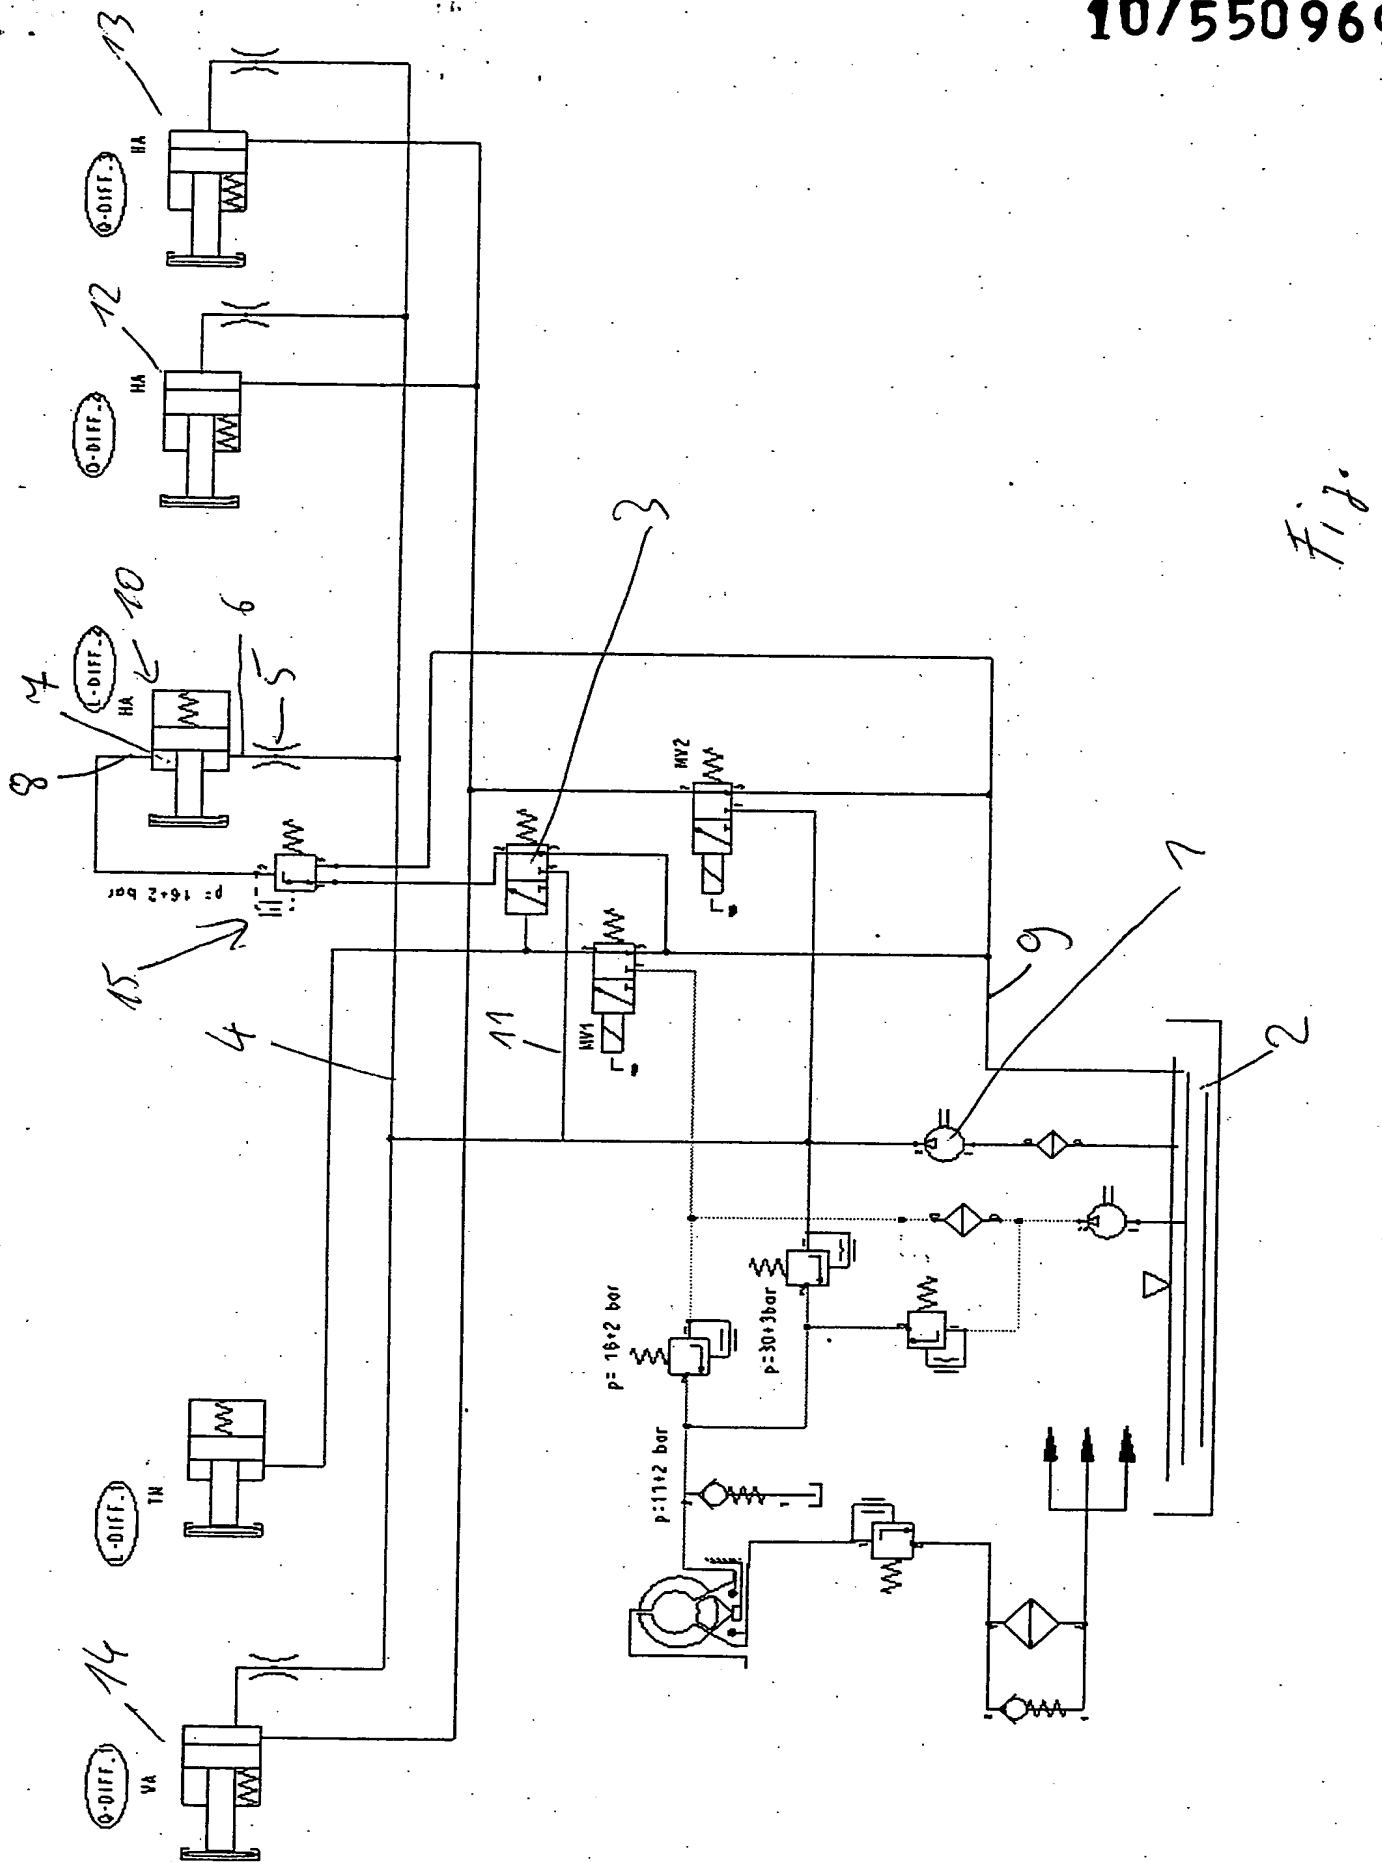 10/550969
13
Q-DIFF.3
HA
12
Q-DIFF.2
HA
10
L-DIFF.2
HA
7
8
6
5
p= 16+2 bar
15
3
MV2
MV1
11
4
1
9
2
Fig.
p= 16+2 bar
p=30+3bar
p=11+2 bar
L-DIFF.1
TN
14
Q-DIFF.1
VA